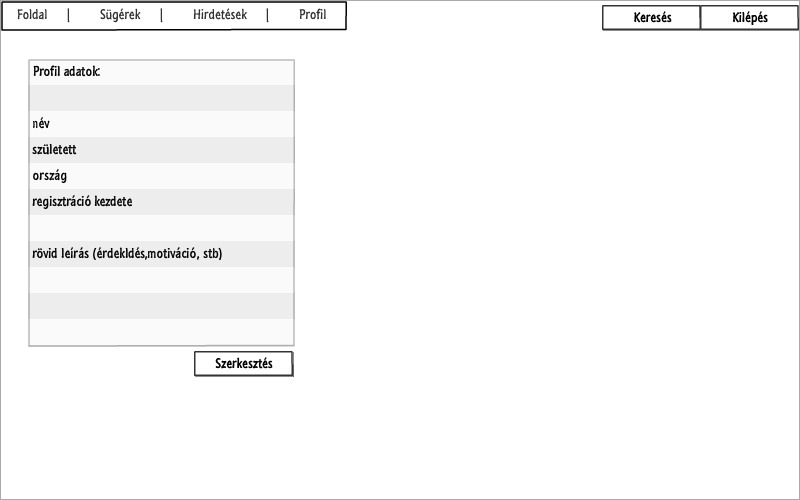 Foldal | Sügérek | Hirdetések | Profil
Keresés Kilépés
Profil adatok:
név
született
ország
regisztráció kezdete
rövid leírás (érdekldés,motiváció, stb)
Szerkesztés